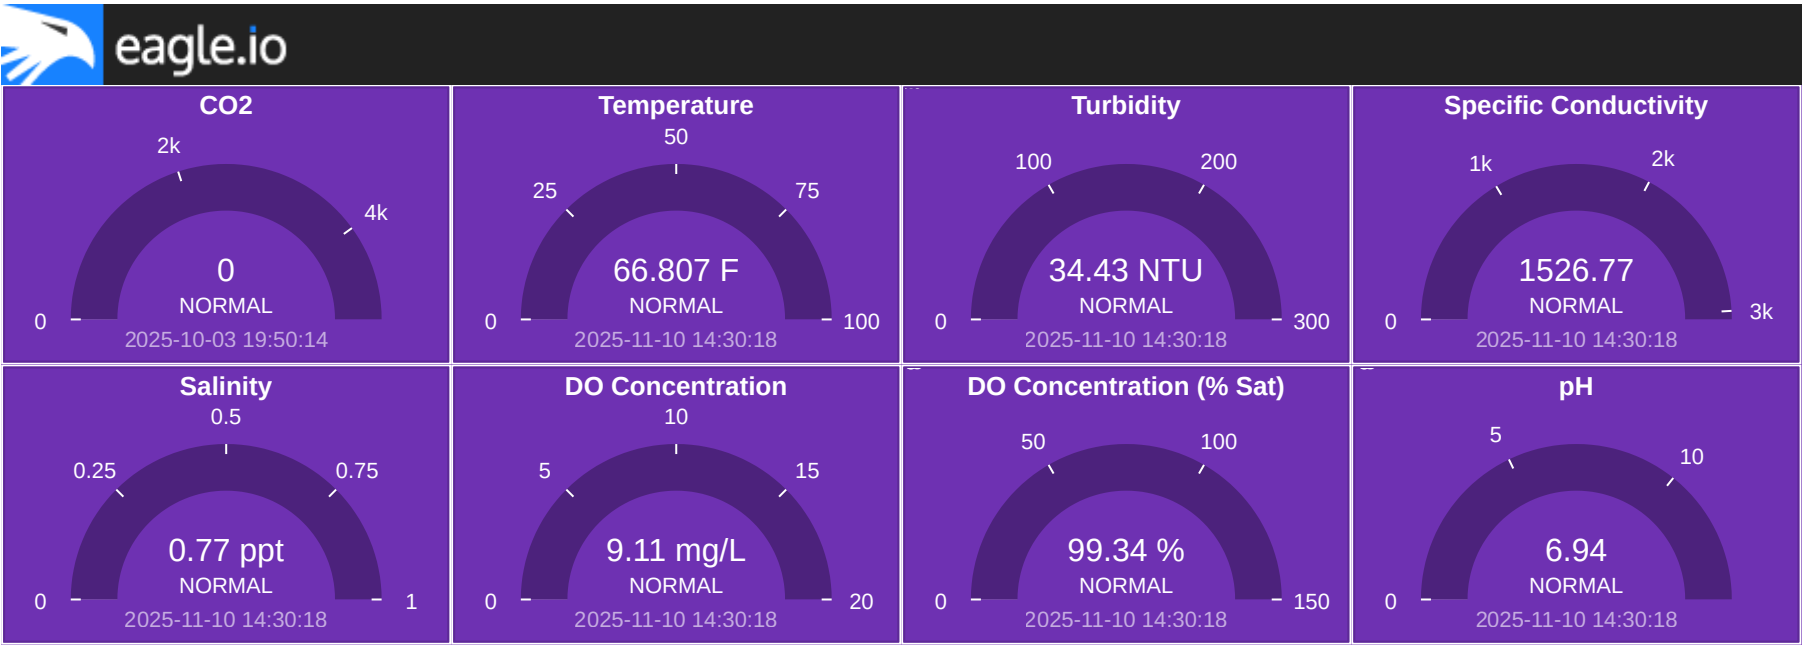 eagle.io
CO2
2k
4k
0
0
NORMAL
2025-10-03 19:50:14
Temperature
50
25
75
66.807 F
NORMAL
0
100
2025-11-10 14:30:18
Turbidity
100
200
34.43 NTU
NORMAL
0
300
2025-11-10 14:30:18
Specific Conductivity
1k
2k
1526.77
NORMAL
0
3k
2025-11-10 14:30:18
Salinity
0.5
0.25
0.75
0.77 ppt
NORMAL
0
1
2025-11-10 14:30:18
DO Concentration
10
5
15
9.11 mg/L
NORMAL
0
20
2025-11-10 14:30:18
DO Concentration (% Sat)
50
100
99.34 %
NORMAL
0
150
2025-11-10 14:30:18
pH
5
10
6.94
NORMAL
0
2025-11-10 14:30:18